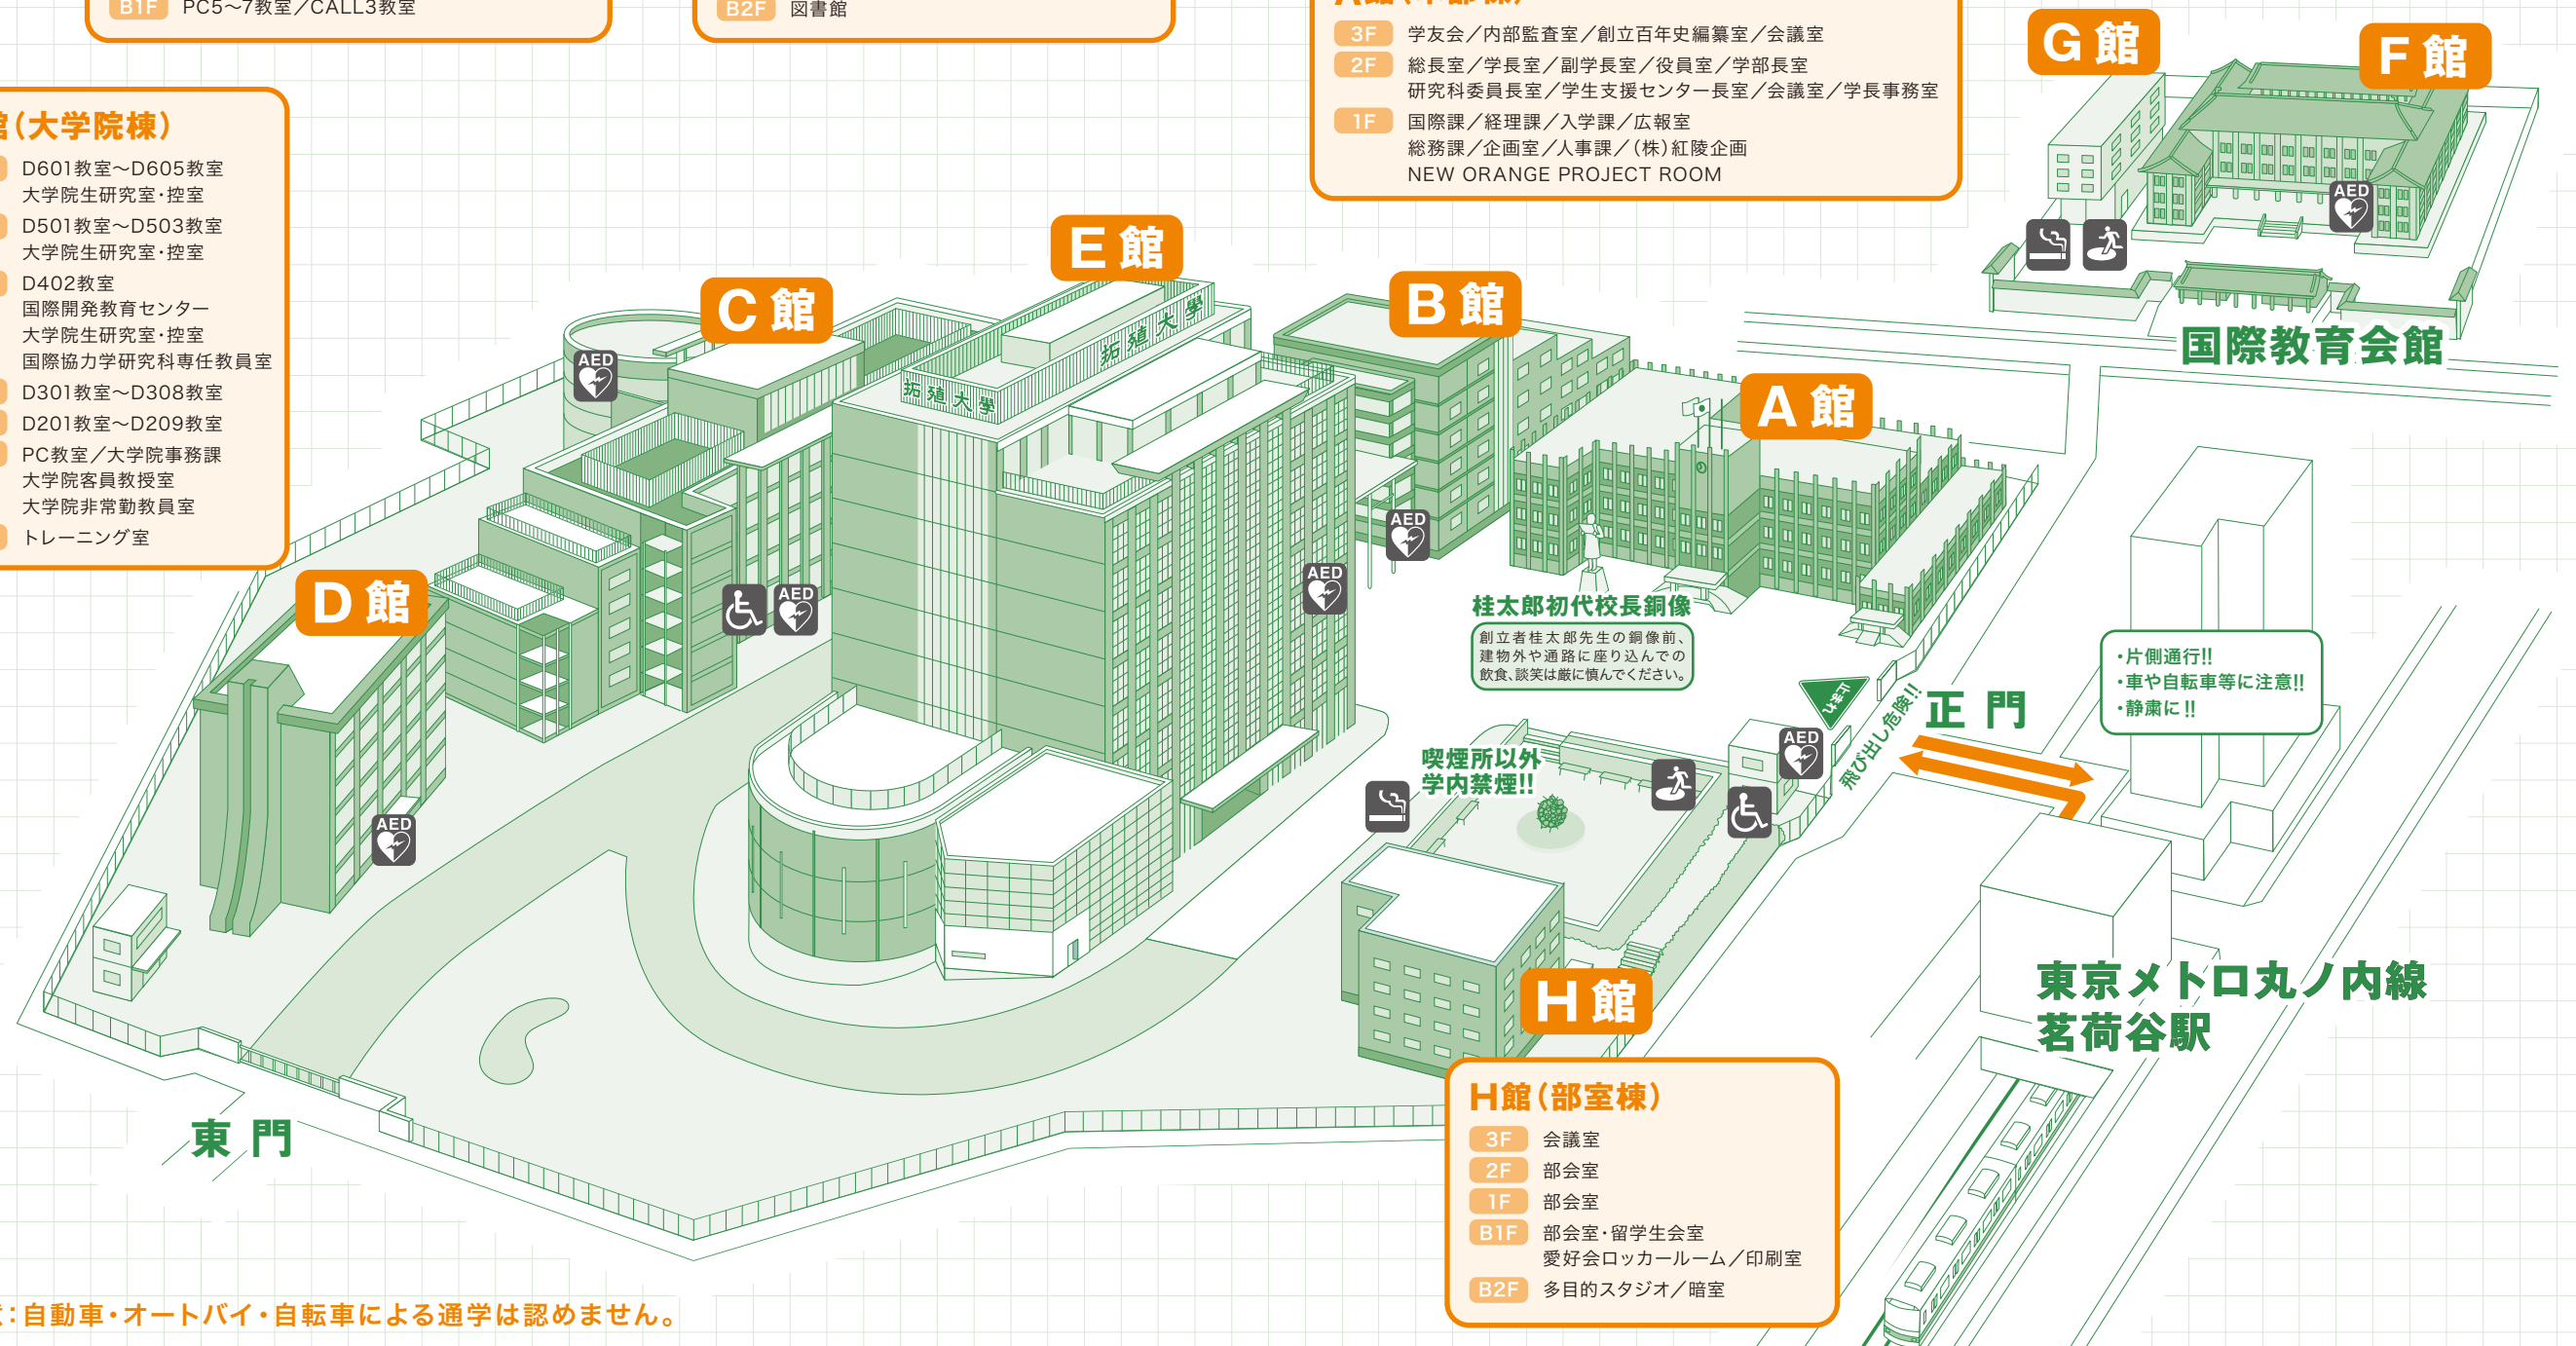 B1F PC5～7教室／CALL3教室
B2F 図書館
3F 学友会／内部監査室／創立百年史編纂室／会議室
2F 総長室／学長室／副学長室／役員室／学部長室
研究科委員長室／学生支援センター長室／会議室／学長事務室
1F 国際課／経理課／入学課／広報室
総務課／企画室／人事課／(株)紅陵企画
NEW ORANGE PROJECT ROOM
館(大学院棟)
D601教室～D605教室
大学院生研究室・控室
D501教室～D503教室
大学院生研究室・控室
D402教室
国際開発教育センター
大学院生研究室・控室
国際協力学研究科専任教員室
D301教室～D308教室
D201教室～D209教室
PC教室／大学院事務課
大学院客員教授室
大学院非常勤教員室
トレーニング室
G館
F館
AED
国際教育会館
E館
C館
B館
A館
拓殖大學
拓殖大學
AED
AED
AED
AED
D館
AED
桂太郎初代校長銅像
創立者桂太郎先生の銅像前、
建物外や通路に座り込んでの
飲食、談笑は厳に慎んでください。
止まれ
飛び出し危険!!
正門
・片側通行!!
・車や自転車等に注意!!
・静粛に!!
喫煙所以外
学内禁煙!!
AED
H館
東京メトロ丸ノ内線
茗荷谷駅
東門
H館(部室棟)
3F 会議室
2F 部会室
1F 部会室
B1F 部会室・留学生会室
愛好会ロッカールーム／印刷室
B2F 多目的スタジオ／暗室
：自動車・オートバイ・自転車による通学は認めません。